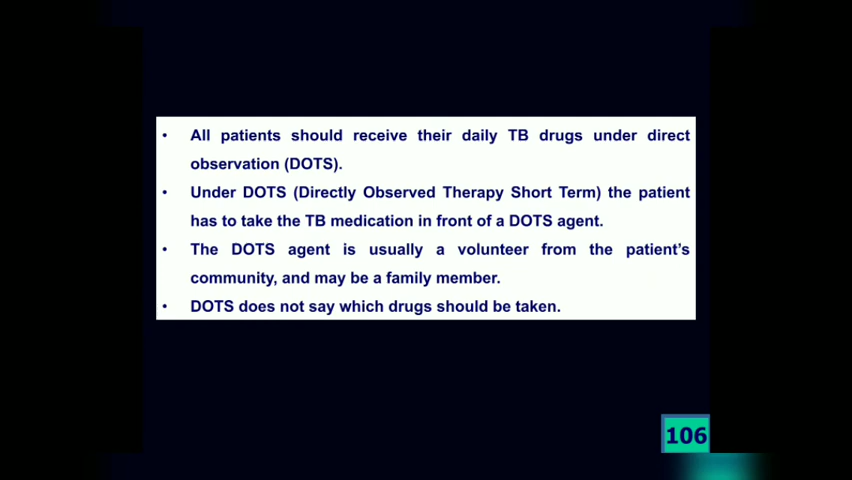 • All patients should receive their daily TB drugs under direct
observation (DOTS).
• Under DOTS (Directly Observed Therapy Short Term) the patient
has to take the TB medication in front of a DOTS agent.
• The DOTS agent is usually a volunteer from the patient’s
community, and may be a family member.
• DOTS does not say which drugs should be taken.
106